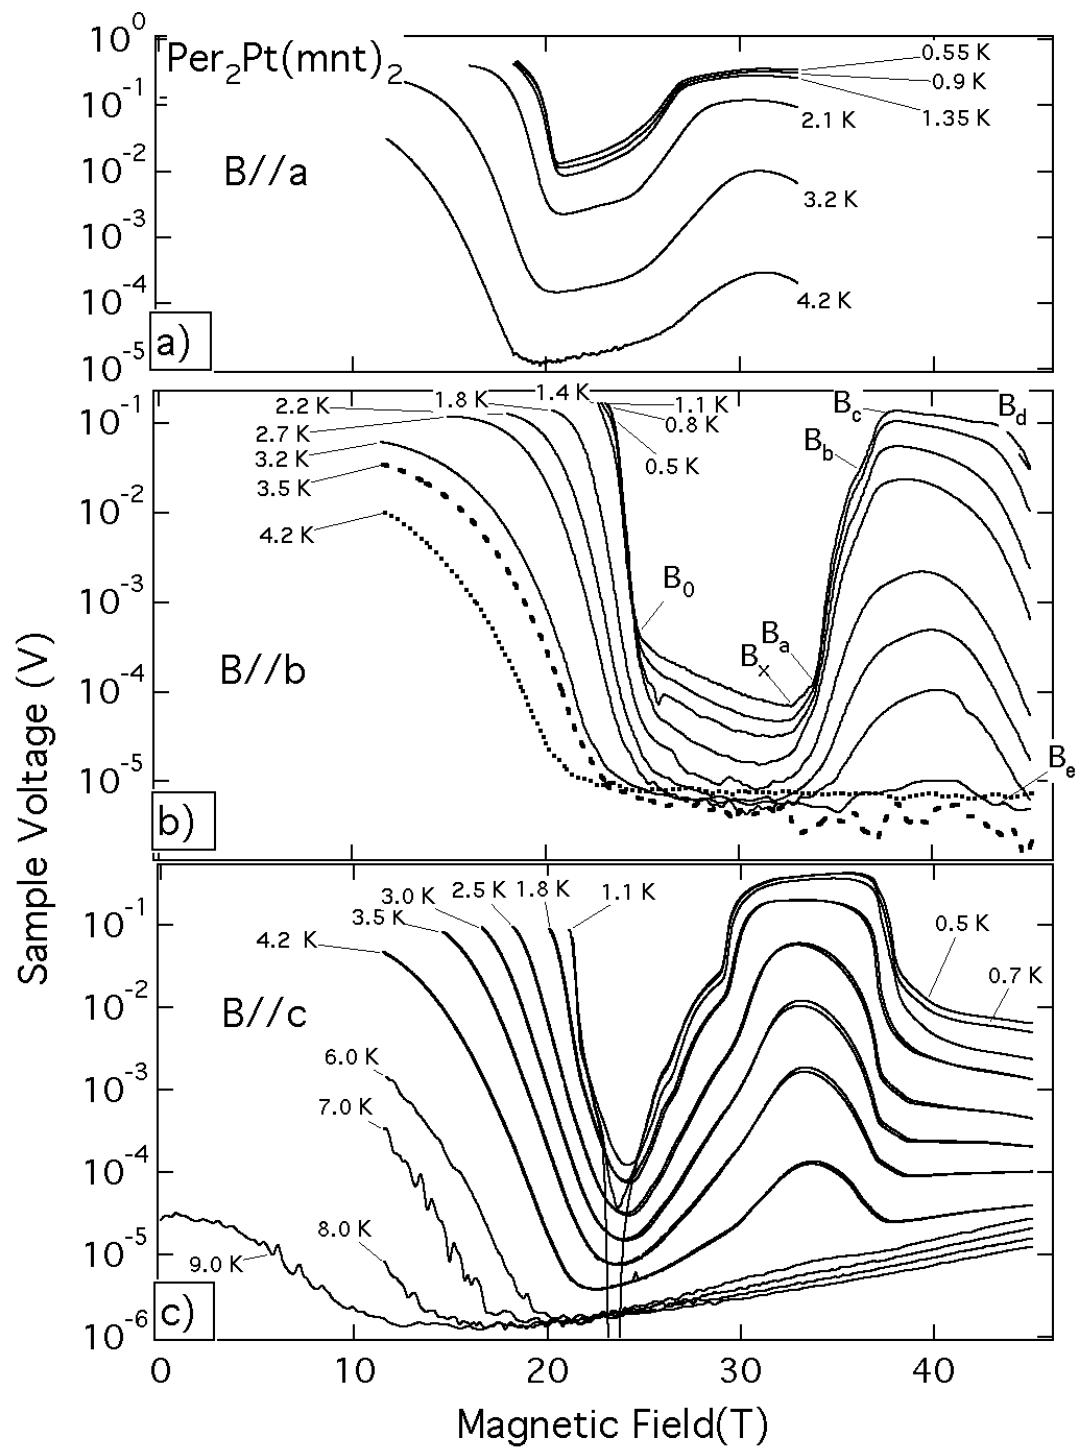 Per₂Pt(mnt)₂
10⁰
10⁻¹
10⁻²
10⁻³
10⁻⁴
10⁻⁵
B//a
a)
0.55 K
0.9 K
1.35 K
2.1 K
3.2 K
4.2 K
10⁻¹
10⁻²
10⁻³
10⁻⁴
10⁻⁵
2.2 K
1.8 K
1.4 K
1.1 K
2.7 K
0.8 K
3.2 K
0.5 K
3.5 K
4.2 K
B_c
B_d
B_b
B₀
B_a
B_x
B_e
B//b
b)
Sample Voltage (V)
10⁻¹
10⁻²
10⁻³
10⁻⁴
10⁻⁵
10⁻⁶
4.2 K
3.5 K
3.0 K
2.5 K
1.8 K
1.1 K
0.5 K
0.7 K
B//c
6.0 K
7.0 K
8.0 K
9.0 K
c)
0 10 20 30 40
Magnetic Field(T)